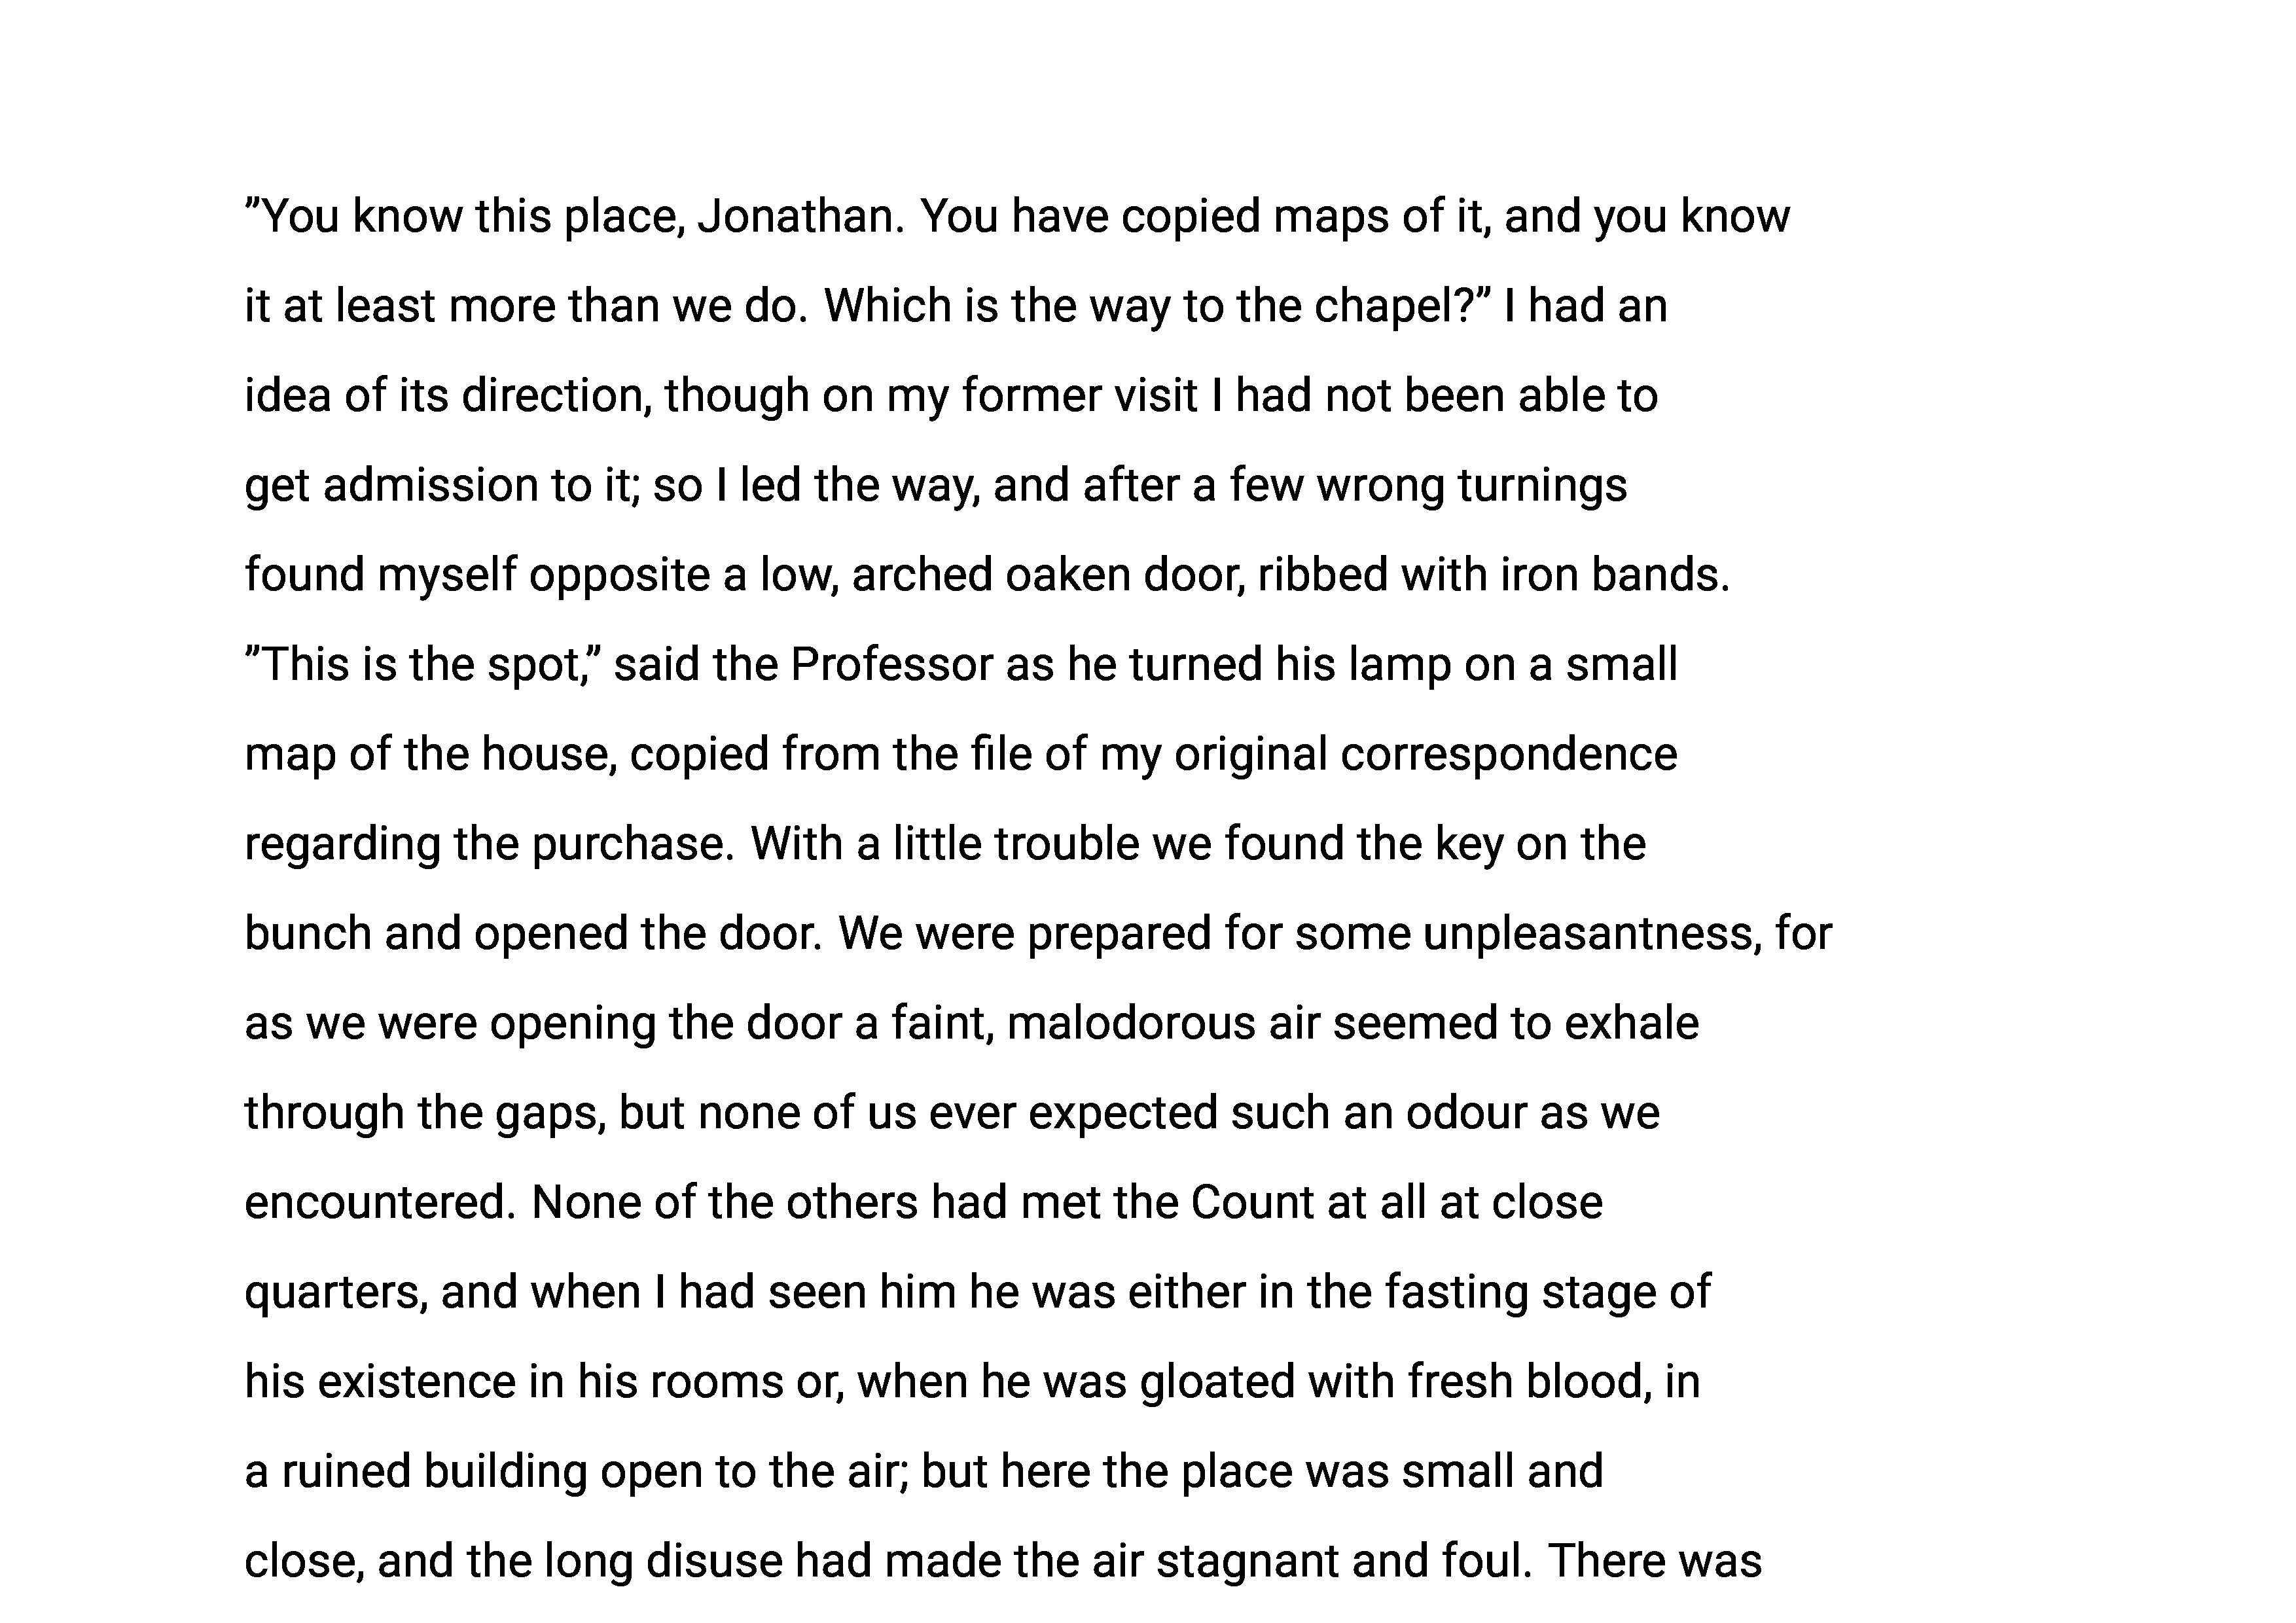 ”You know this place, Jonathan. You have copied maps of it, and you know
it at least more than we do. Which is the way to the chapel?” I had an
idea of its direction, though on my former visit I had not been able to
get admission to it; so I led the way, and after a few wrong turnings
found myself opposite a low, arched oaken door, ribbed with iron bands.
”This is the spot,” said the Professor as he turned his lamp on a small
map of the house, copied from the file of my original correspondence
regarding the purchase. With a little trouble we found the key on the
bunch and opened the door. We were prepared for some unpleasantness, for
as we were opening the door a faint, malodorous air seemed to exhale
through the gaps, but none of us ever expected such an odour as we
encountered. None of the others had met the Count at all at close
quarters, and when I had seen him he was either in the fasting stage of
his existence in his rooms or, when he was gloated with fresh blood, in
a ruined building open to the air; but here the place was small and
close, and the long disuse had made the air stagnant and foul. There was